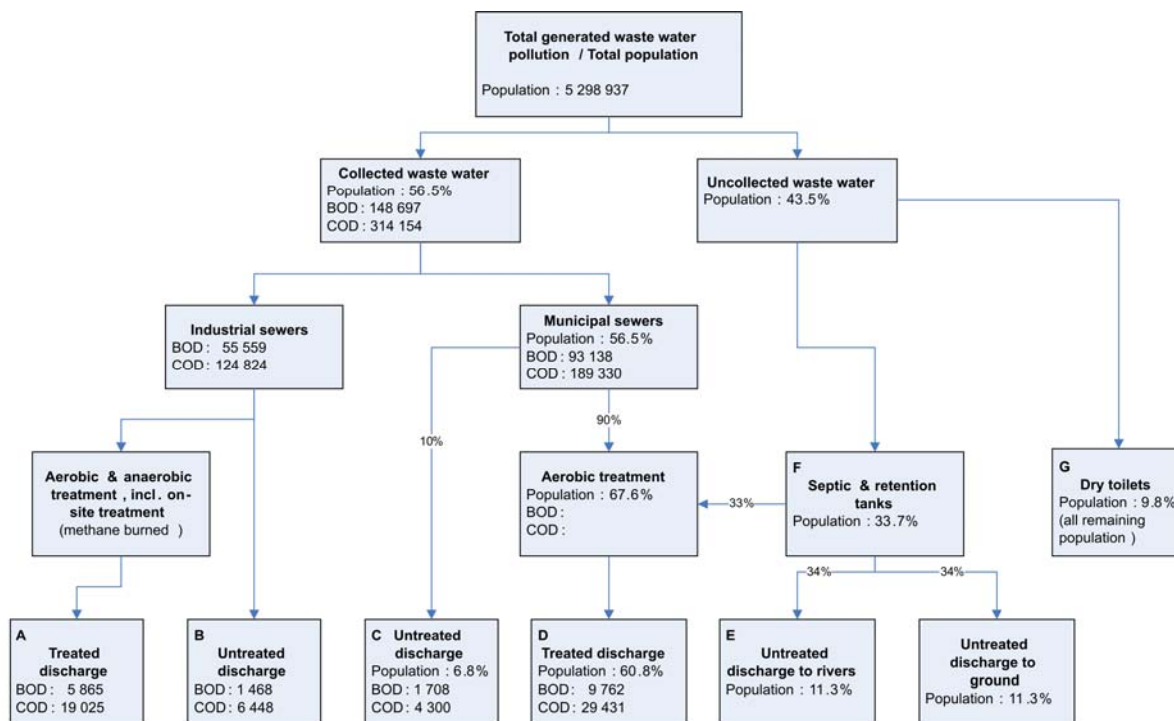 Total generated waste water
pollution / Total population
Population : 5 298 937
Collected waste water
Population : 56.5%
BOD : 148 697
COD : 314 154
Uncollected waste water
Population : 43.5%
Industrial sewers
BOD : 55 559
COD : 124 824
Municipal sewers
Population : 56.5%
BOD : 93 138
COD : 189 330
10%
90%
Aerobic & anaerobic
treatment , incl. on-
site treatment
(methane burned )
Aerobic treatment
Population : 67.6%
BOD :
COD :
33%
F
Septic & retention
tanks
Population : 33.7%
G
Dry toilets
Population : 9.8%
(all remaining
population )
34%
34%
A
Treated
discharge
BOD : 5 865
COD : 19 025
B
Untreated
discharge
BOD : 1 468
COD : 6 448
C Untreated
discharge
Population : 6.8%
BOD : 1 708
COD : 4 300
D
Treated discharge
Population : 60.8%
BOD : 9 762
COD : 29 431
E
Untreated
discharge to rivers
Population : 11.3%
Untreated
discharge to
ground
Population : 11.3%